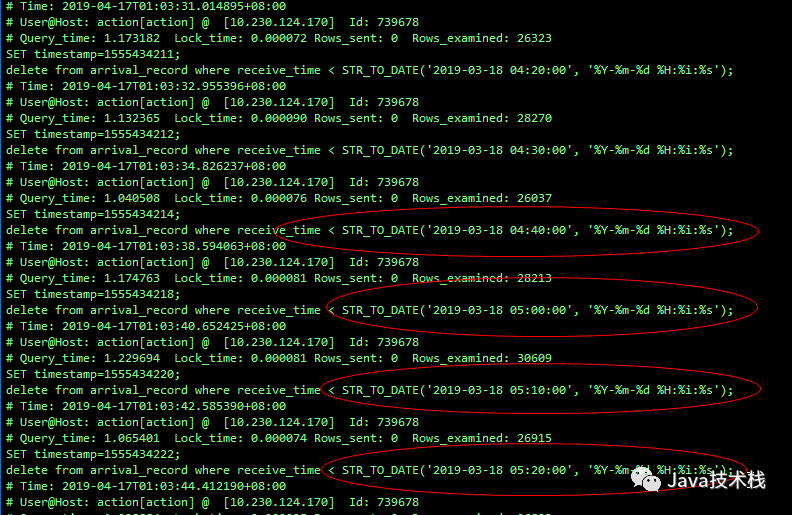 # Time: 2019-04-17T01:03:31.014895+08:00
# User@Host: action[action] @  [10.230.124.170]  Id: 739678
# Query_time: 1.173182  Lock_time: 0.000072 Rows_sent: 0  Rows_examined: 26323
SET timestamp=1555434211;
delete from arrival_record where receive_time < STR_TO_DATE('2019-03-18 04:20:00', '%Y-%m-%d %H:%i:%s');
# Time: 2019-04-17T01:03:32.955396+08:00
# User@Host: action[action] @  [10.230.124.170]  Id: 739678
# Query_time: 1.132365  Lock_time: 0.000090 Rows_sent: 0  Rows_examined: 28270
SET timestamp=1555434212;
delete from arrival_record where receive_time < STR_TO_DATE('2019-03-18 04:30:00', '%Y-%m-%d %H:%i:%s');
# Time: 2019-04-17T01:03:34.826237+08:00
# User@Host: action[action] @  [10.230.124.170]  Id: 739678
# Query_time: 1.040508  Lock_time: 0.000076 Rows_sent: 0  Rows_examined: 26037
SET timestamp=1555434214;
delete from arrival_record where receive_time < STR_TO_DATE('2019-03-18 04:40:00', '%Y-%m-%d %H:%i:%s');
# Time: 2019-04-17T01:03:38.594063+08:00
# User@Host: action[action] @  [10.230.124.170]  Id: 739678
# Query_time: 1.174763  Lock_time: 0.000081 Rows_sent: 0  Rows_examined: 28213
SET timestamp=1555434218;
delete from arrival_record where receive_time < STR_TO_DATE('2019-03-18 05:00:00', '%Y-%m-%d %H:%i:%s');
# Time: 2019-04-17T01:03:40.652425+08:00
# User@Host: action[action] @  [10.230.124.170]  Id: 739678
# Query_time: 1.229694  Lock_time: 0.000081 Rows_sent: 0  Rows_examined: 30609
SET timestamp=1555434220;
delete from arrival_record where receive_time < STR_TO_DATE('2019-03-18 05:10:00', '%Y-%m-%d %H:%i:%s');
# Time: 2019-04-17T01:03:42.585390+08:00
# User@Host: action[action] @  [10.230.124.170]  Id: 739678
# Query_time: 1.065401  Lock_time: 0.000074 Rows_sent: 0  Rows_examined: 26915
SET timestamp=1555434222;
delete from arrival_record where receive_time < STR_TO_DATE('2019-03-18 05:20:00', '%Y-%m-%d %H:%i:%s');
Java技术栈
# Time: 2019-04-17T01:03:44.412190+08:00
# User@Host: action[action] @  [10.230.124.170]  Id: 739678